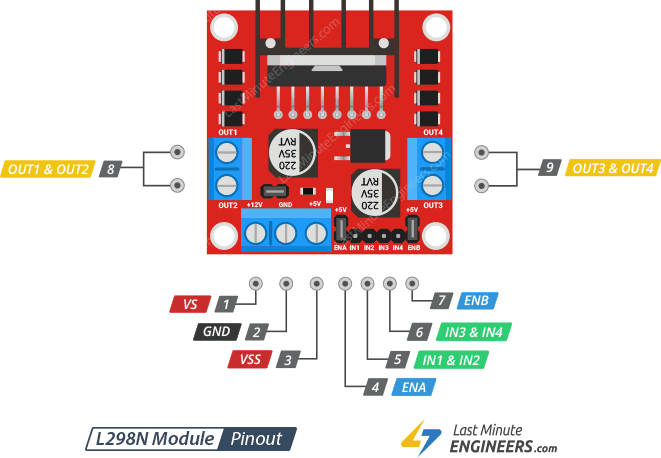 LastMinuteEngineers.com
LastMinuteEngineers.com
OUT1
OUT4
220
35V
RVT
OUT1 & OUT2 8
9 OUT3 & OUT4
220
35V
RVT
OUT2 +12V GND +5V
+5V +5V OUT3
ENA IN1 IN2 IN3 IN4 ENB
VS 1
7 ENB
GND 2
6 IN3 & IN4
VSS 3
5 IN1 & IN2
4 ENA
L298N Module Pinout
Last Minute
ENGINEERS.com